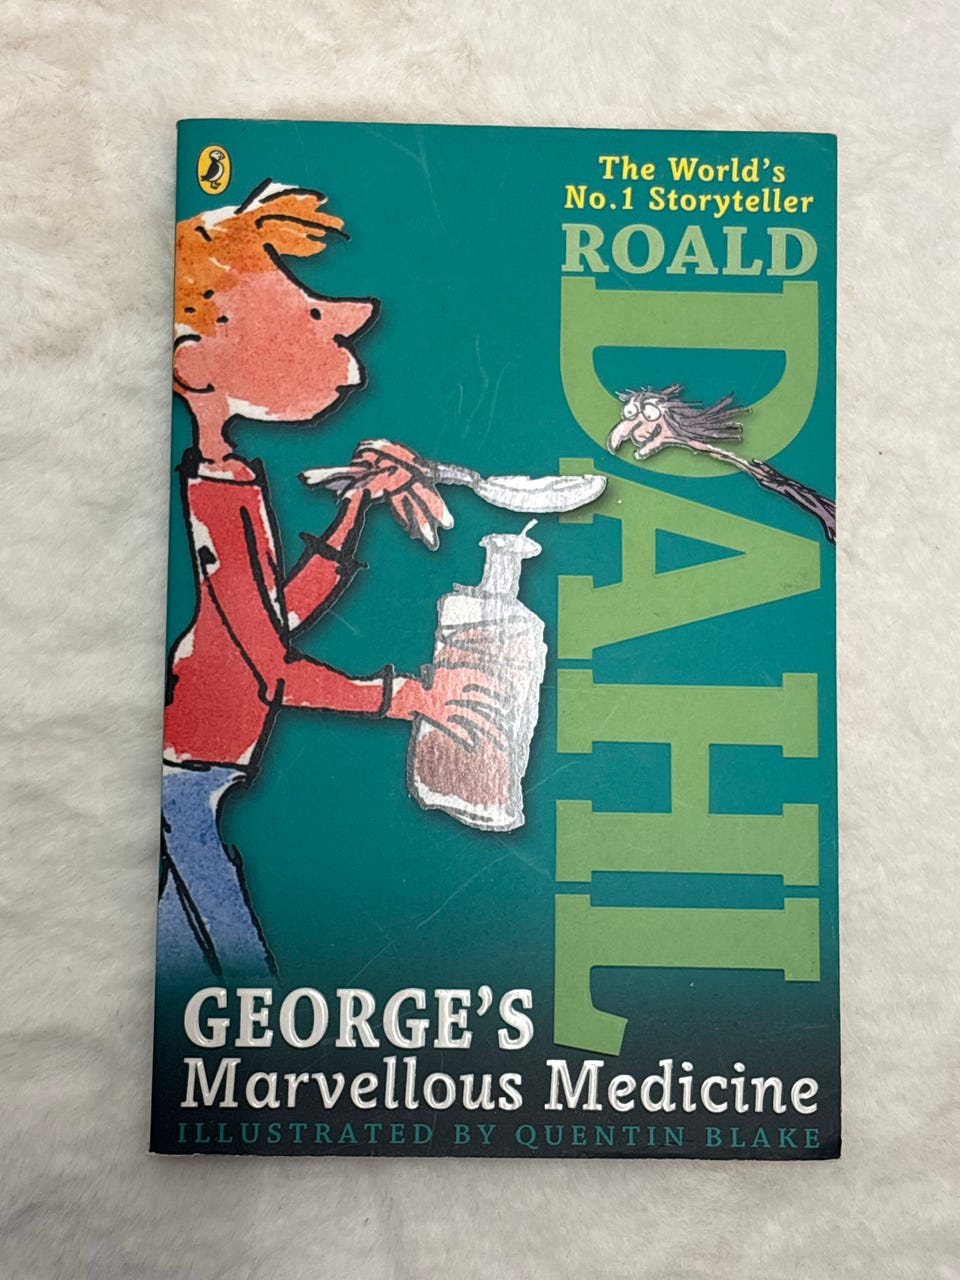 The World's
No.1 Storyteller
ROALD
DAHL
GEORGE'S
Marvellous Medicine
ILLUSTRATED BY QUENTIN BLAKE